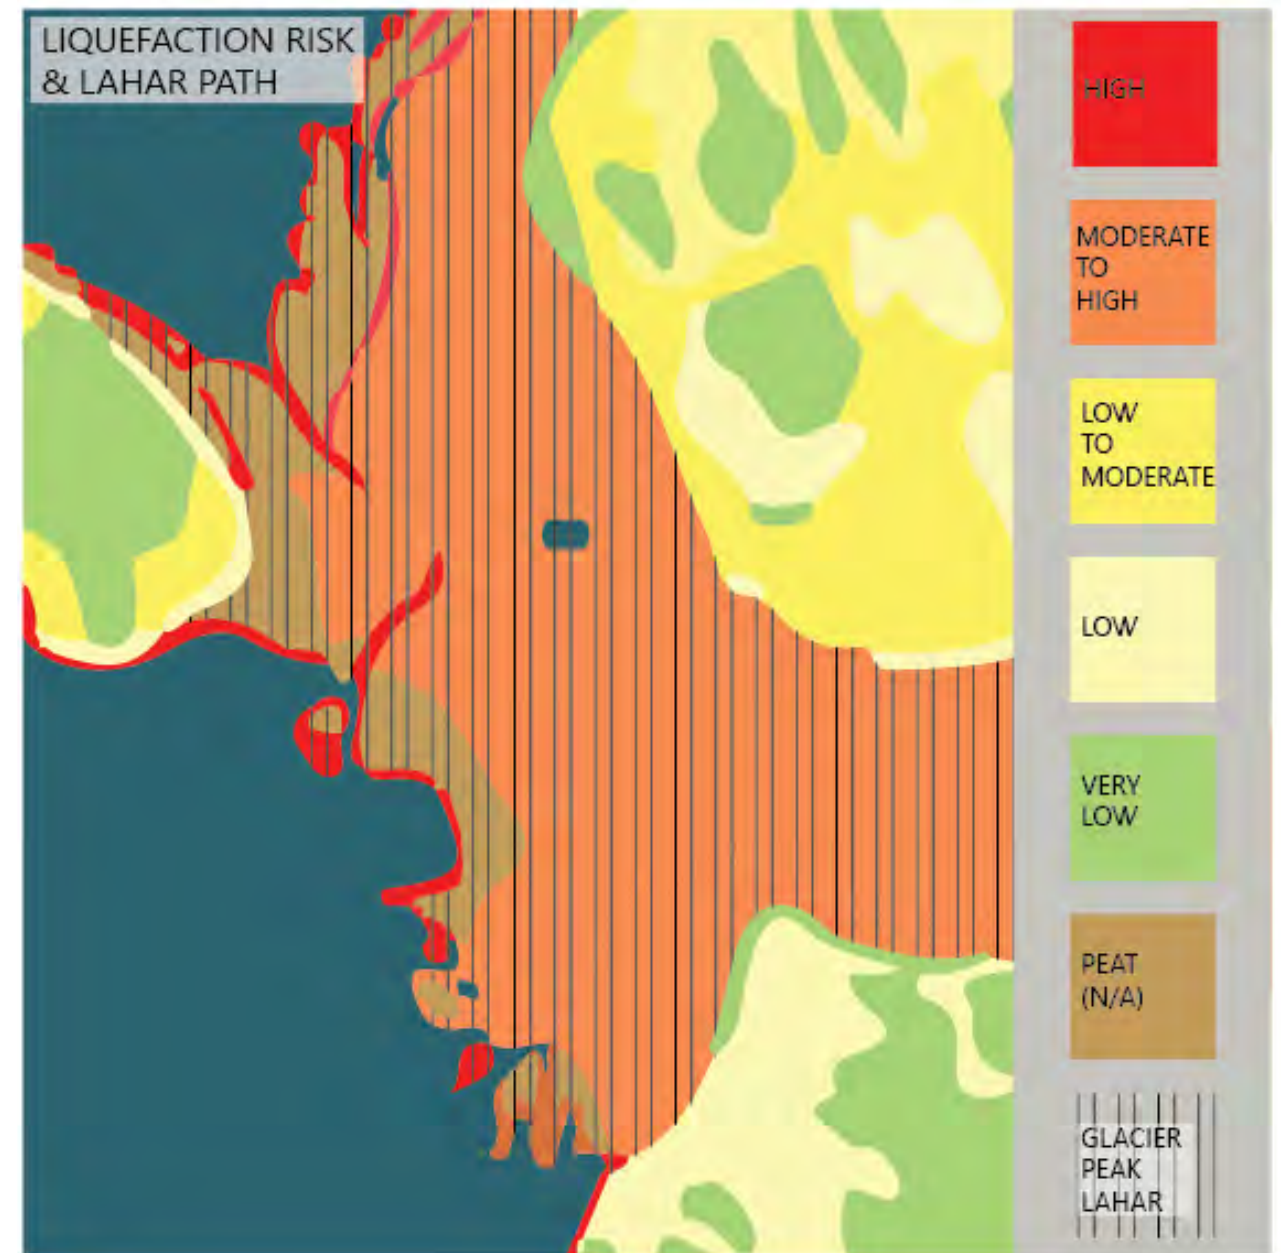 LIQUEFACTION RISK
& LAHAR PATH
HIGH
MODERATE
TO
HIGH
LOW
TO
MODERATE
LOW
VERY
LOW
PEAT
(N/A)
GLACIER
PEAK
LAHAR